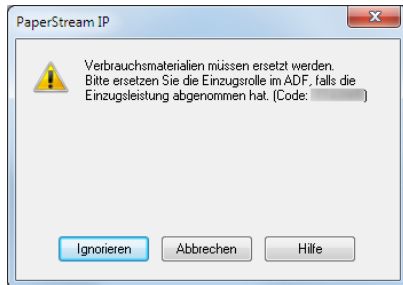 PaperStream IP
Verbrauchsmaterialien müssen ersetzt werden.
Bitte ersetzen Sie die Einzugsrolle im ADF, falls die
Einzugsleistung abgenommen hat. (Code: )
Ignorieren Abbrechen Hilfe